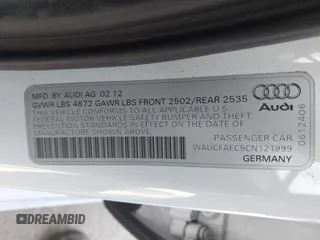 MFD BY AUDI AG 02 12
GVWR LBS 4872 GAWR LBS FRONT 2502/REAR 2535
THIS VEHICLE CONFORMS TO ALL APPLICABLE
FEDERAL MOTOR VEHICLE SAFETY BUMPER AND
THEFT PREVENTION STANDARDS IN EFFECT ON
THE DATE OF MANUFACTURE SHOWN ABOVE
Audi
PASSENGER CAR
WAUCFAFC5CN121999
GERMANY
0612406
DREAMBID